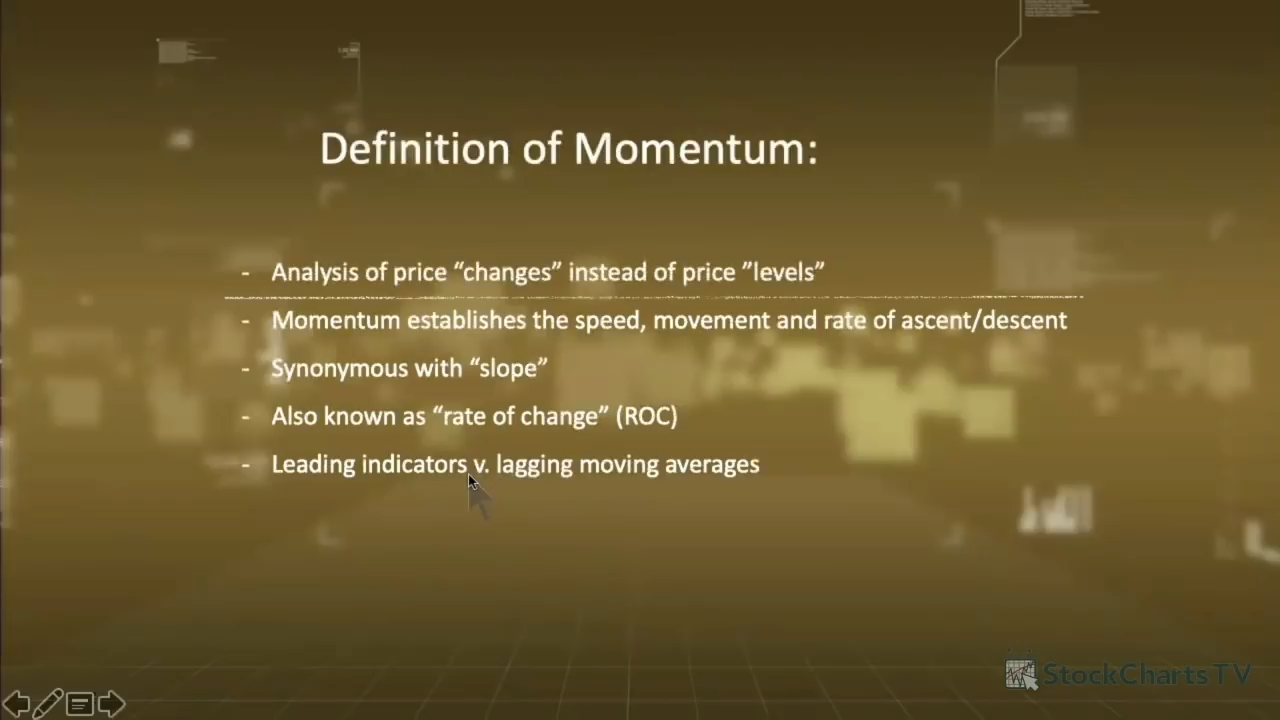 Definition of Momentum:
- Analysis of price “changes” instead of price ”levels”
- Momentum establishes the speed, movement and rate of ascent/descent
- Synonymous with “slope”
- Also known as “rate of change” (ROC)
- Leading indicators v. lagging moving averages
StockCharts TV